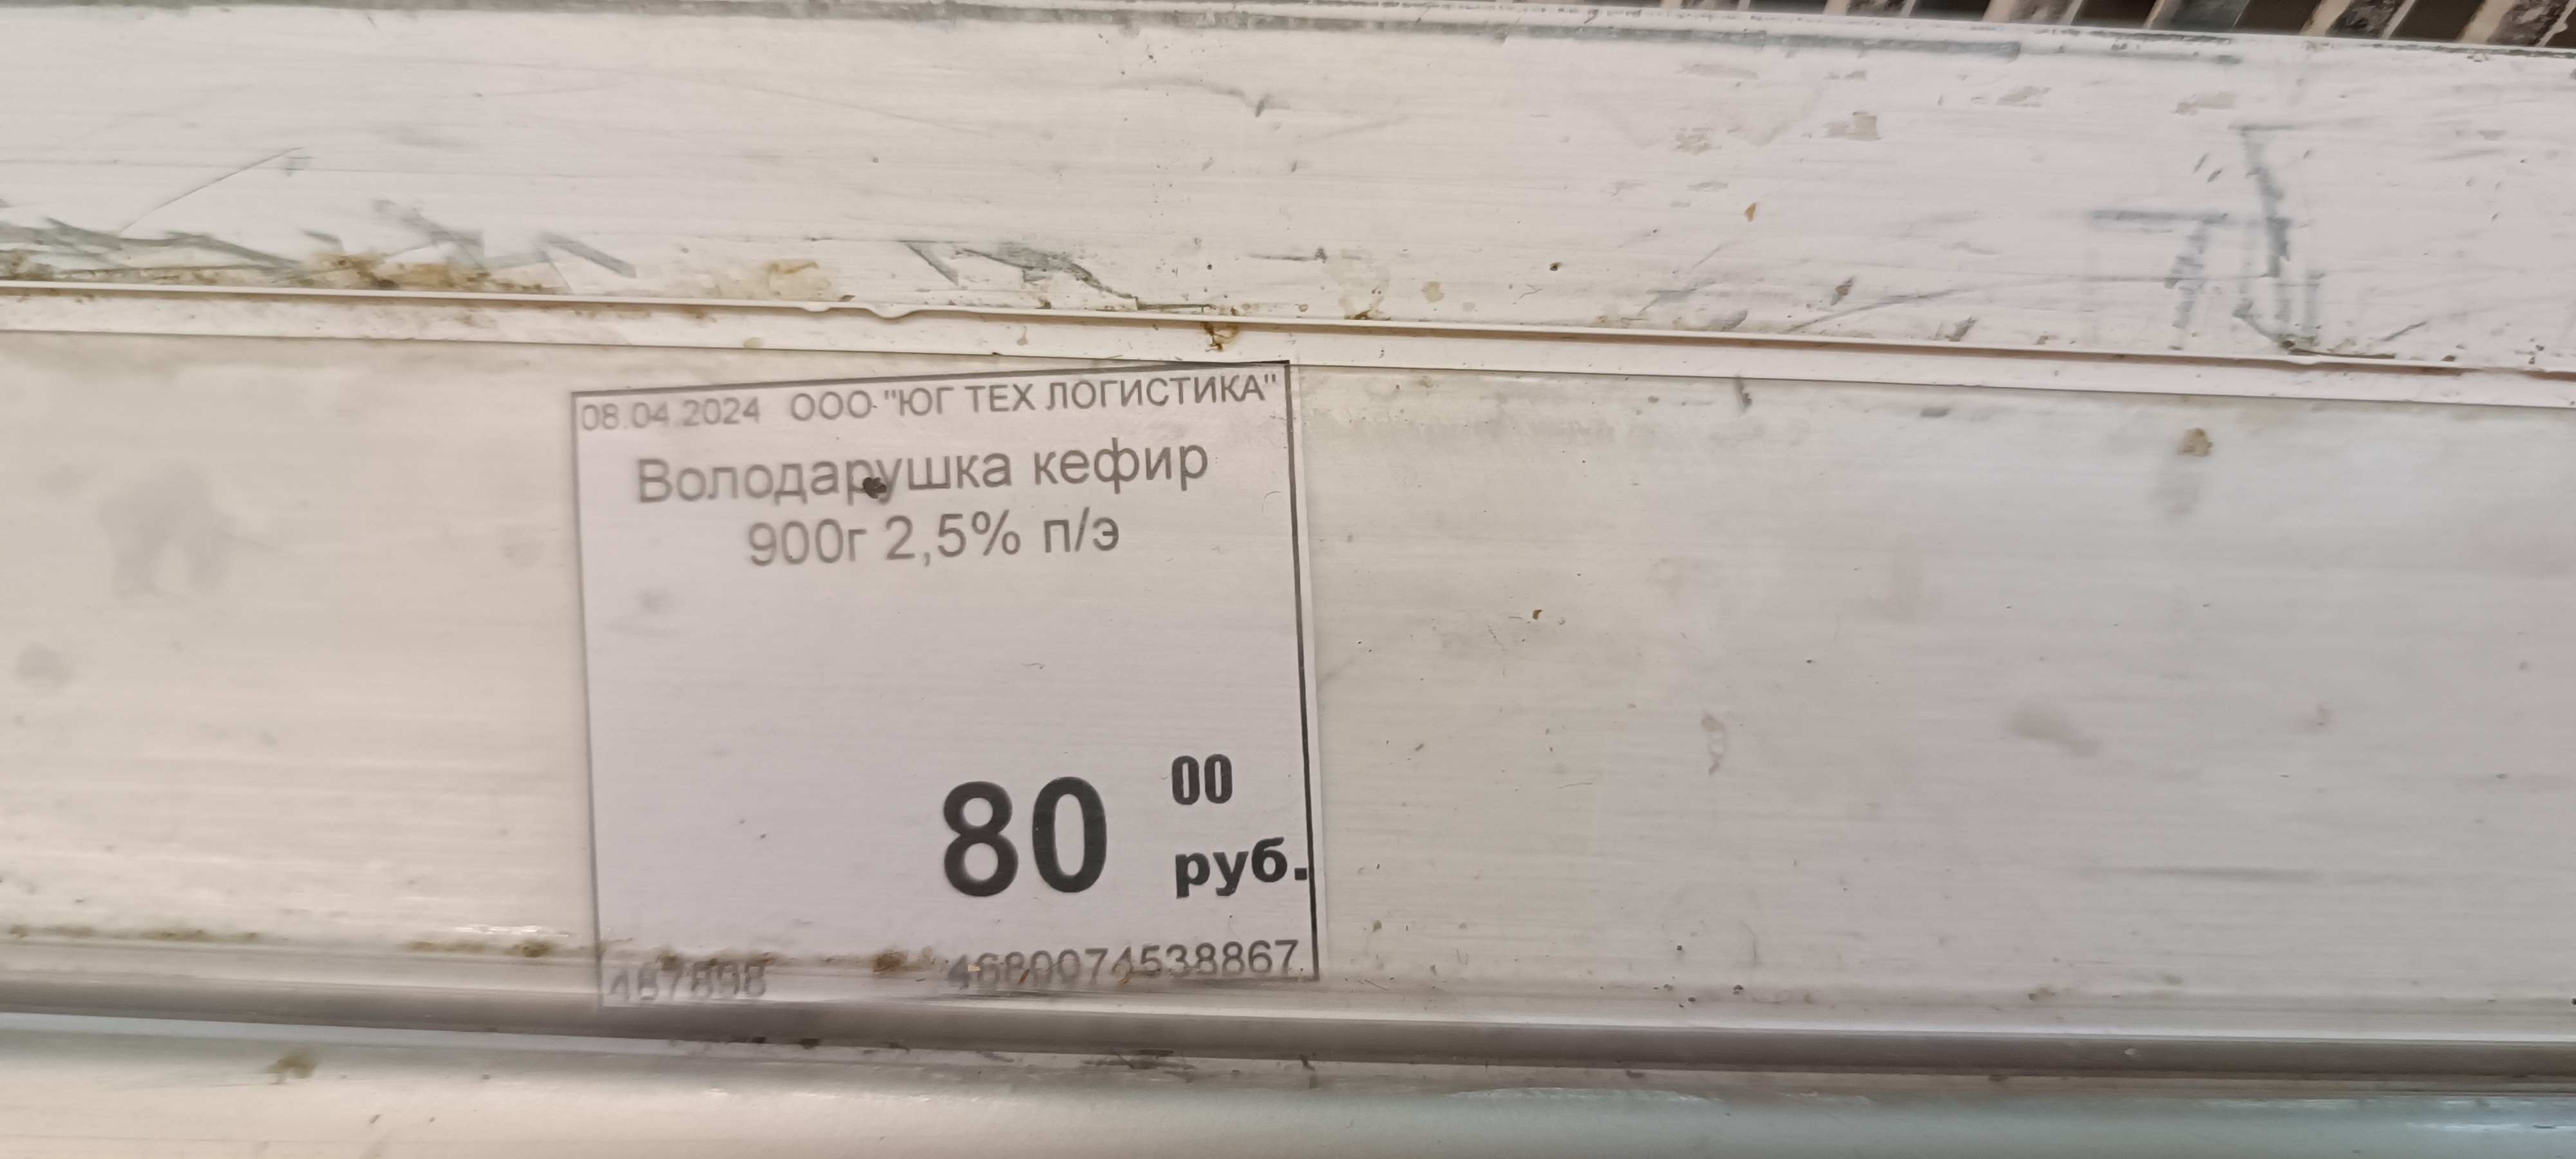 08.04.2024 ООО "ЮГ ТЕХ ЛОГИСТИКА"
Володарушка кефир
900г 2,5% п/э
80 00
руб.
4680074538867